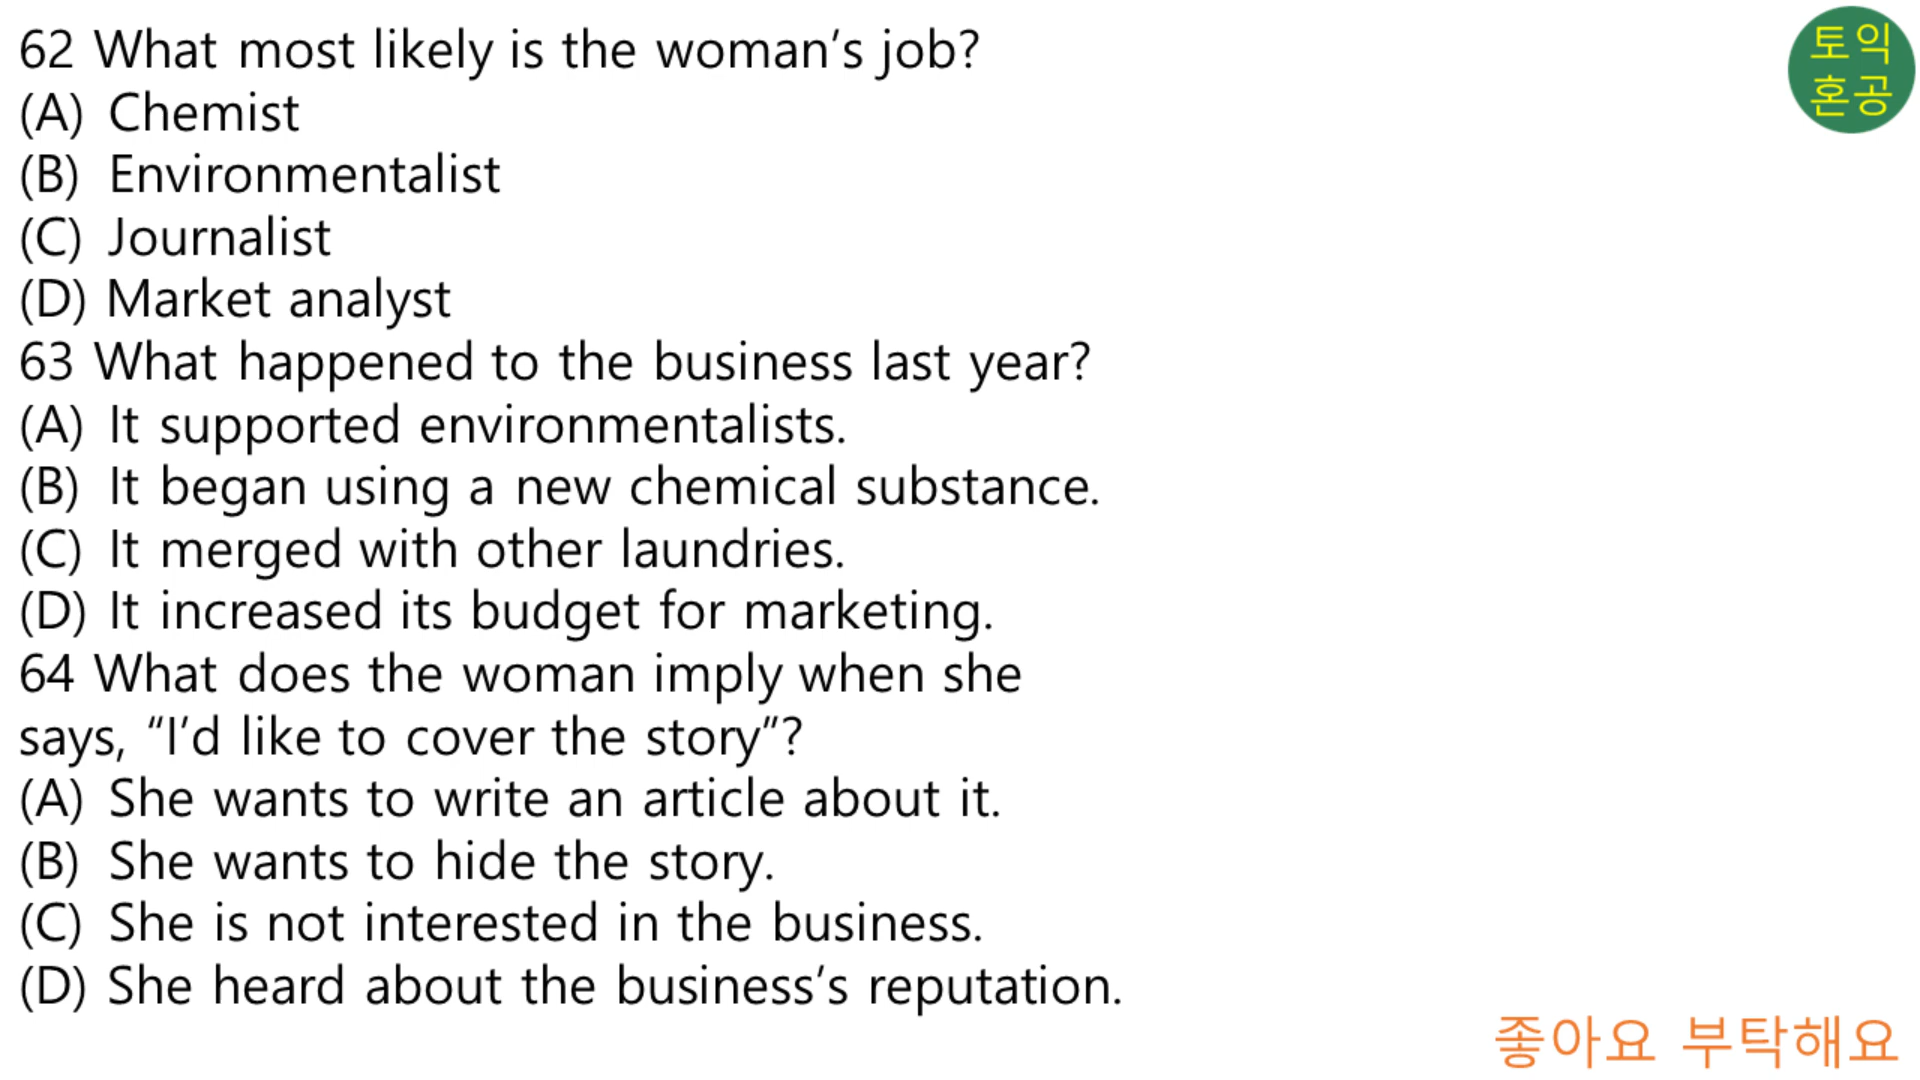 62 What most likely is the woman's job?
(A) Chemist
(B) Environmentalist
(C) Journalist
(D) Market analyst
63 What happened to the business last year?
(A) It supported environmentalists.
(B) It began using a new chemical substance.
(C) It merged with other laundries.
(D) It increased its budget for marketing.
64 What does the woman imply when she
says, “I’d like to cover the story”?
(A) She wants to write an article about it.
(B) She wants to hide the story.
(C) She is not interested in the business.
(D) She heard about the business’s reputation.
토익
혼공
좋아요 부탁해요